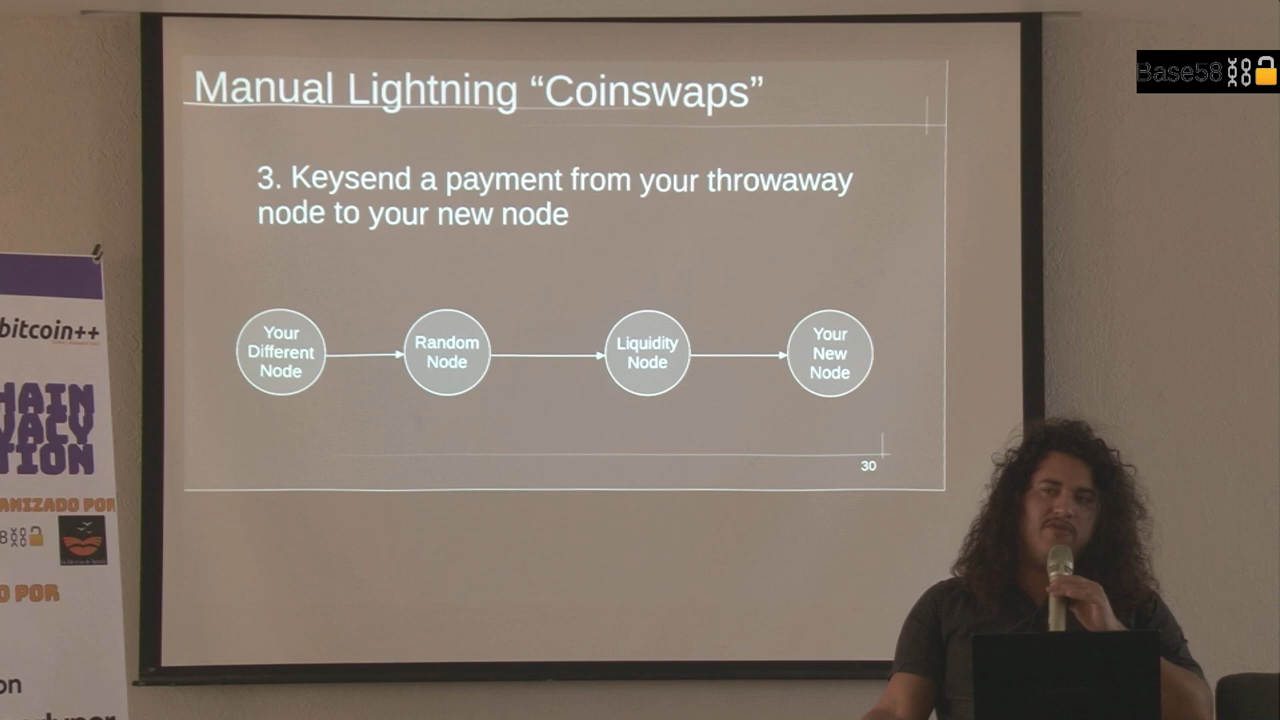 Manual Lightning “Coinswaps”
3. Keysend a payment from your throwaway
node to your new node
Your
Different
Node
Random
Node
Liquidity
Node
Your
New
Node
30
Base58
bitcoin++